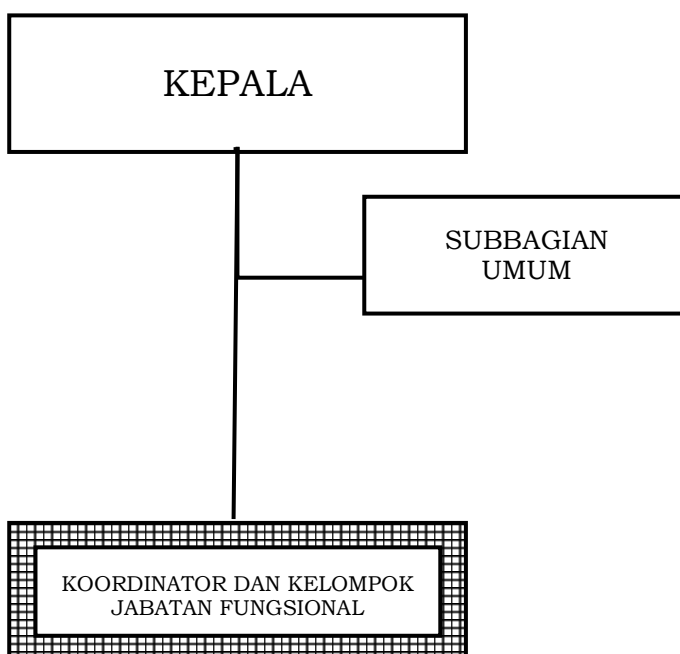 KEPALA
SUBBAGIAN
UMUM
KOORDINATOR DAN KELOMPOK
JABATAN FUNGSIONAL